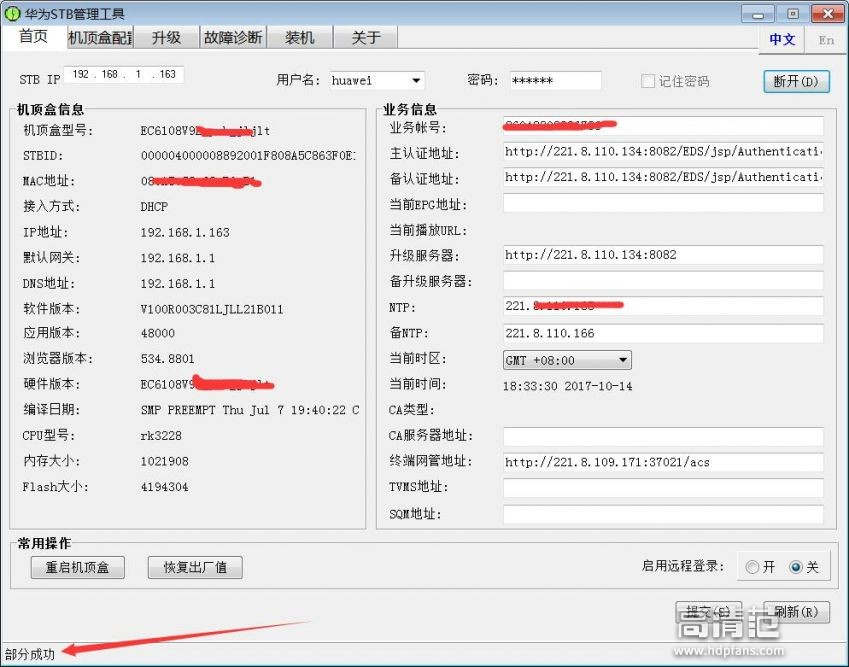 华为STB管理工具
首页 机顶盒配置 升级 故障诊断 装机 关于 中文 En
STB IP 192 . 168 . 1 . 163 用户名: huawei 密码: ****** 记住密码 断开(D)
机顶盒信息
机顶盒型号: EC6108V9
STBID: 000004000008892001F808A5C863F0E
MAC地址: 08
接入方式: DHCP
IP地址: 192.168.1.163
默认网关: 192.168.1.1
DNS地址: 192.168.1.1
软件版本: V100R003C81LJLL21B011
应用版本: 48000
浏览器版本: 534.8801
硬件版本: EC6108V9
编译日期: SMP PREEMPT Thu Jul 7 19:40:22 C
CPU型号: rk3228
内存大小: 1021908
Flash大小: 4194304
业务信息
业务帐号:
主认证地址: http://221.8.110.134:8082/EDS/jsp/Authenticati
备认证地址: http://221.8.110.134:8082/EDS/jsp/Authenticati
当前EPG地址:
当前播放URL:
升级服务器: http://221.8.110.134:8082
备升级服务器:
NTP: 221.
备NTP: 221.8.110.166
当前时区: GMT +08:00
当前时间: 18:33:30 2017-10-14
CA类型:
CA服务器地址:
终端网管地址: http://221.8.109.171:37021/acs
TVMS地址:
SQM地址:
常用操作
重启机顶盒 恢复出厂值 启用远程登录: 开 关
提交(E) 刷新(R)
高清范
www.hdpfans.com
部分成功